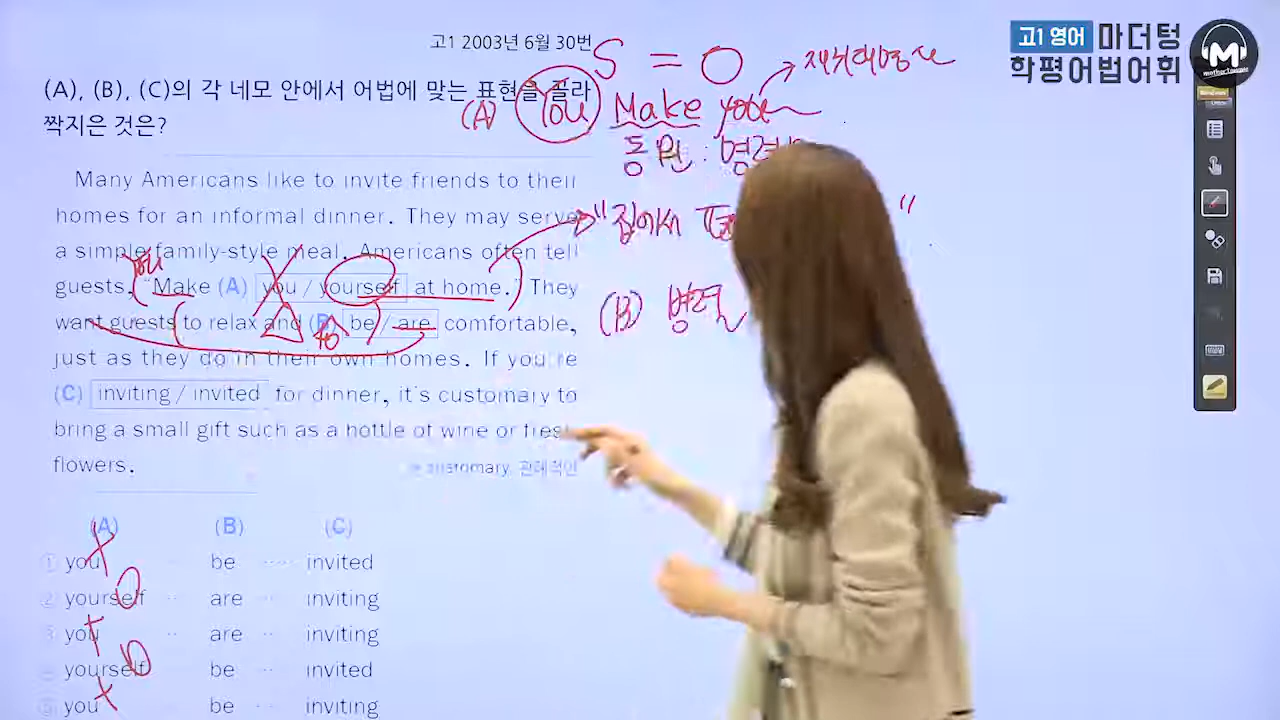 고1 2003년 6월 30번
고1 영어 마더텅
학평어법어휘
M
mother tongue
(A), (B), (C)의 각 네모 안에서 어법에 맞는 표현을 골라
짝지은 것은?
Many Americans like to invite friends to their
homes for an informal dinner. They may serve
a simple family-style meal. Americans often tell
guests, “Make (A) you / yourself at home.” They
want guests to relax and (B) be / are comfortable,
just as they do in their own homes. If you're
(C) inviting / invited for dinner, it's customary to
bring a small gift such as a bottle of wine or fresh
flowers.
customary 관례적인
(A) (B) (C)
① you be invited
② yourself are inviting
③ you are inviting
④ yourself be invited
⑤ you be inviting
S = O 재귀대명사
(A) You Make you
동원 : 명령
"집에서 "
(B) 병렬
you
to